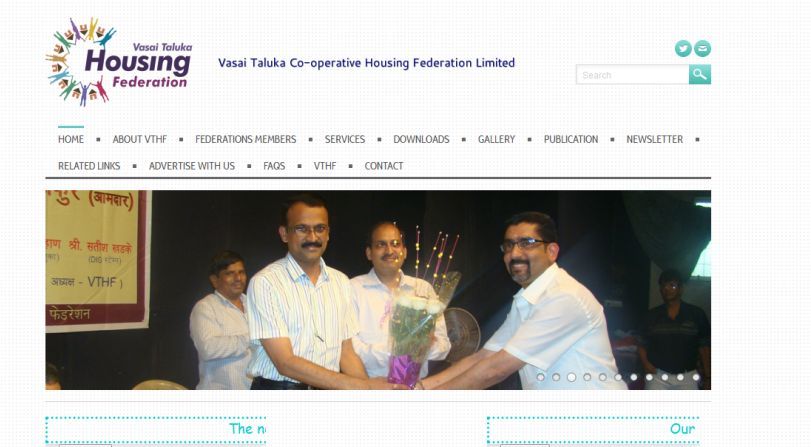 Vasai Taluka
Housing
Federation
Vasai Taluka Co-operative Housing Federation Limited
Search
HOME ABOUT VTHF FEDERATIONS MEMBERS SERVICES DOWNLOADS GALLERY PUBLICATION NEWSLETTER
RELATED LINKS ADVERTISE WITH US FAQS VTHF CONTACT
(आमदार)
श्री. सतीश खडके
(DIG स्टॅम्प)
अध्यक्ष - VTHF )
फेडरेशन
The n
Our